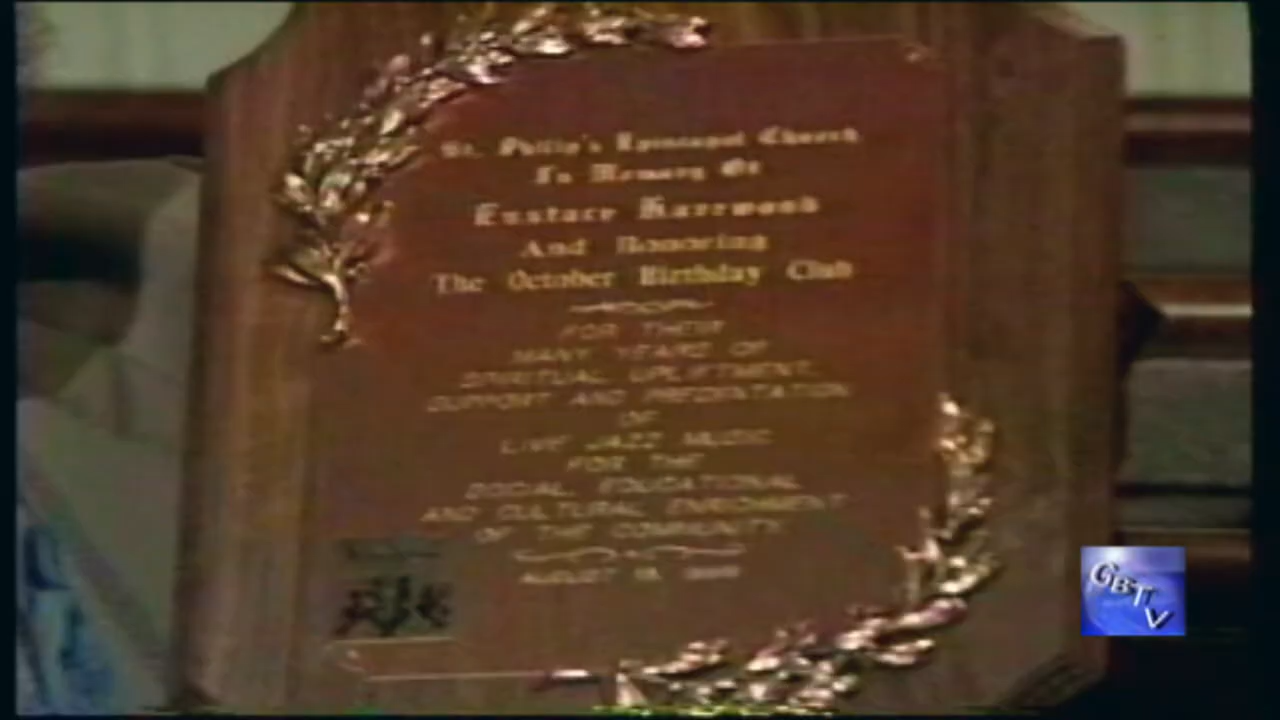 St. Philip's Episcopal Church
In Memory Of
Eustace
And Honoring
The October Birthday Club
FOR THEIR
MANY YEARS OF
SPIRITUAL UPLIFTMENT,
SUPPORT AND PRESENTATION
OF
LIVE JAZZ MUSIC
FOR THE
SOCIAL, EDUCATIONAL
AND CULTURAL ENRICHMENT
OF THE COMMUNITY
AUGUST
GBTV